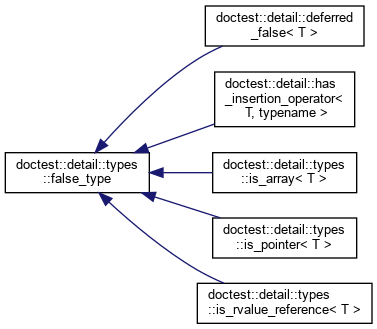 doctest::detail::deferred
_false< T >
doctest::detail::has
_insertion_operator<
T, typename >
doctest::detail::types
::false_type
doctest::detail::types
::is_array< T >
doctest::detail::types
::is_pointer< T >
doctest::detail::types
::is_rvalue_reference< T >